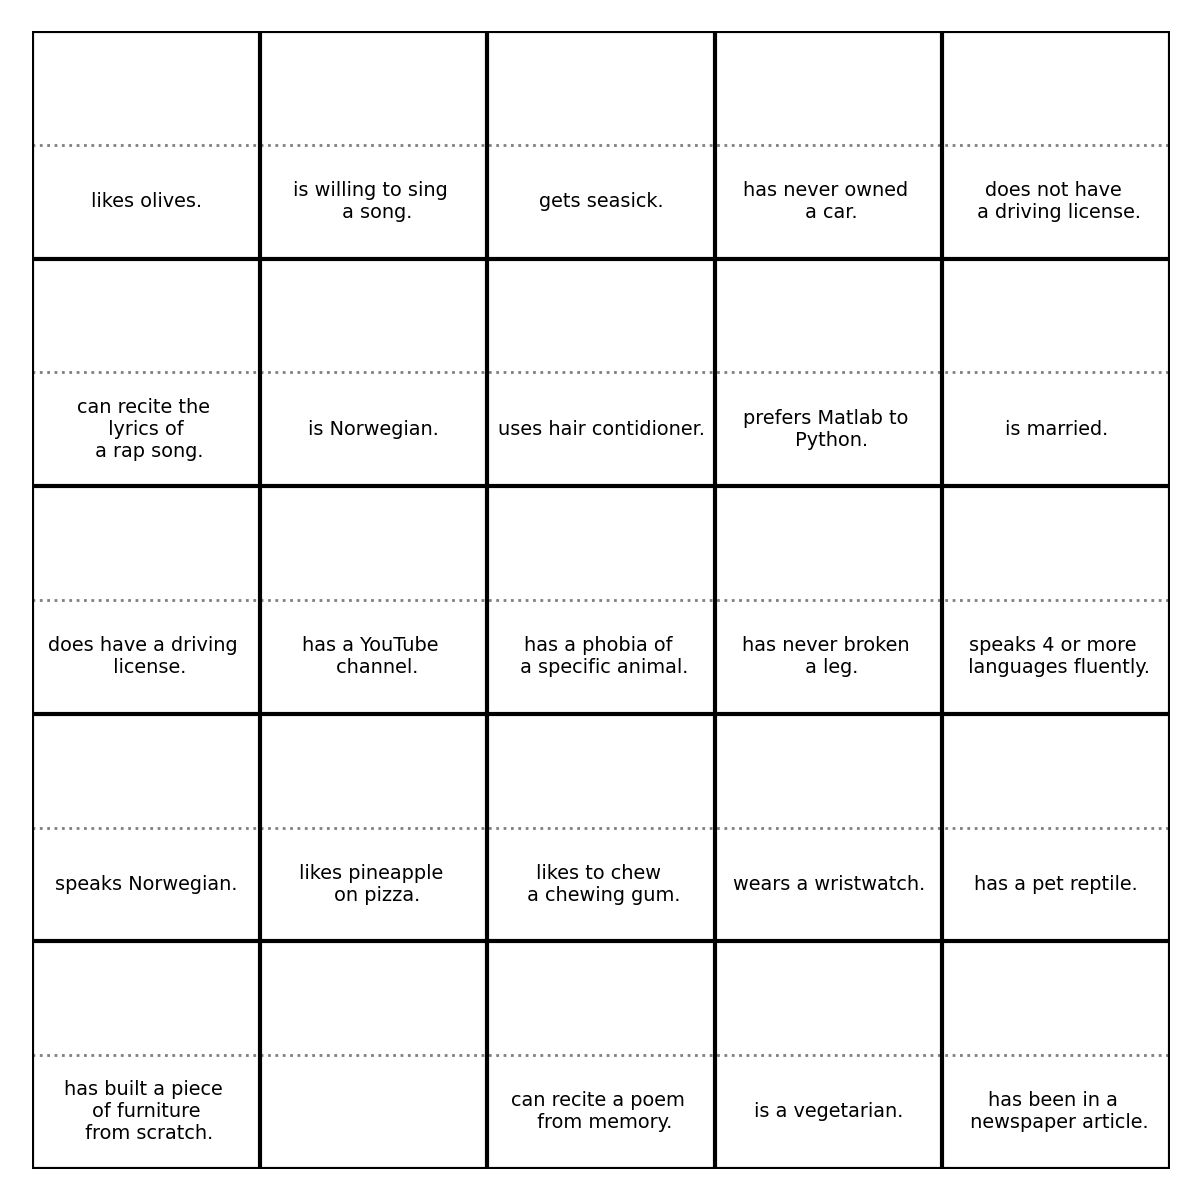 likes olives.
is willing to sing
a song.
gets seasick.
has never owned
a car.
does not have
a driving license.
can recite the
lyrics of
a rap song.
is Norwegian.
uses hair contidioner.
prefers Matlab to
Python.
is married.
does have a driving
license.
has a YouTube
channel.
has a phobia of
a specific animal.
has never broken
a leg.
speaks 4 or more
languages fluently.
speaks Norwegian.
likes pineapple
on pizza.
likes to chew
a chewing gum.
wears a wristwatch.
has a pet reptile.
has built a piece
of furniture
from scratch.
can recite a poem
from memory.
is a vegetarian.
has been in a
newspaper article.